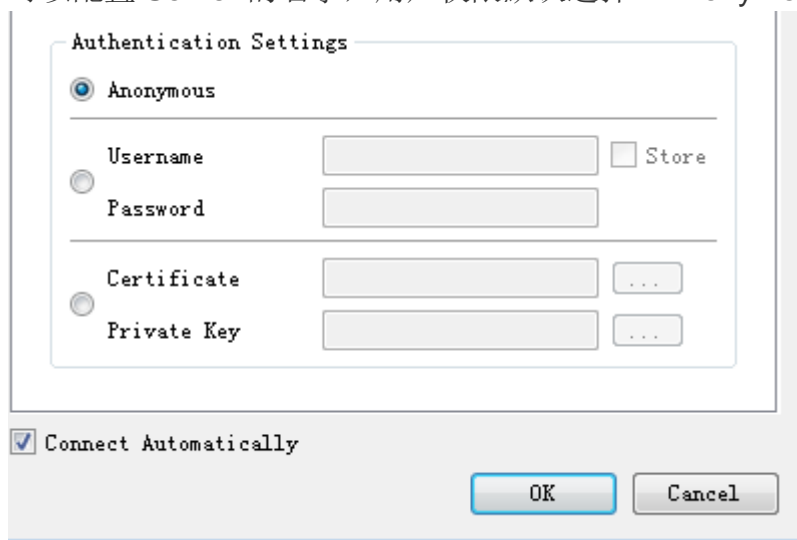 Authentication Settings
Anonymous
Username
Store
Password
Certificate
...
Private Key
...
Connect Automatically
OK Cancel